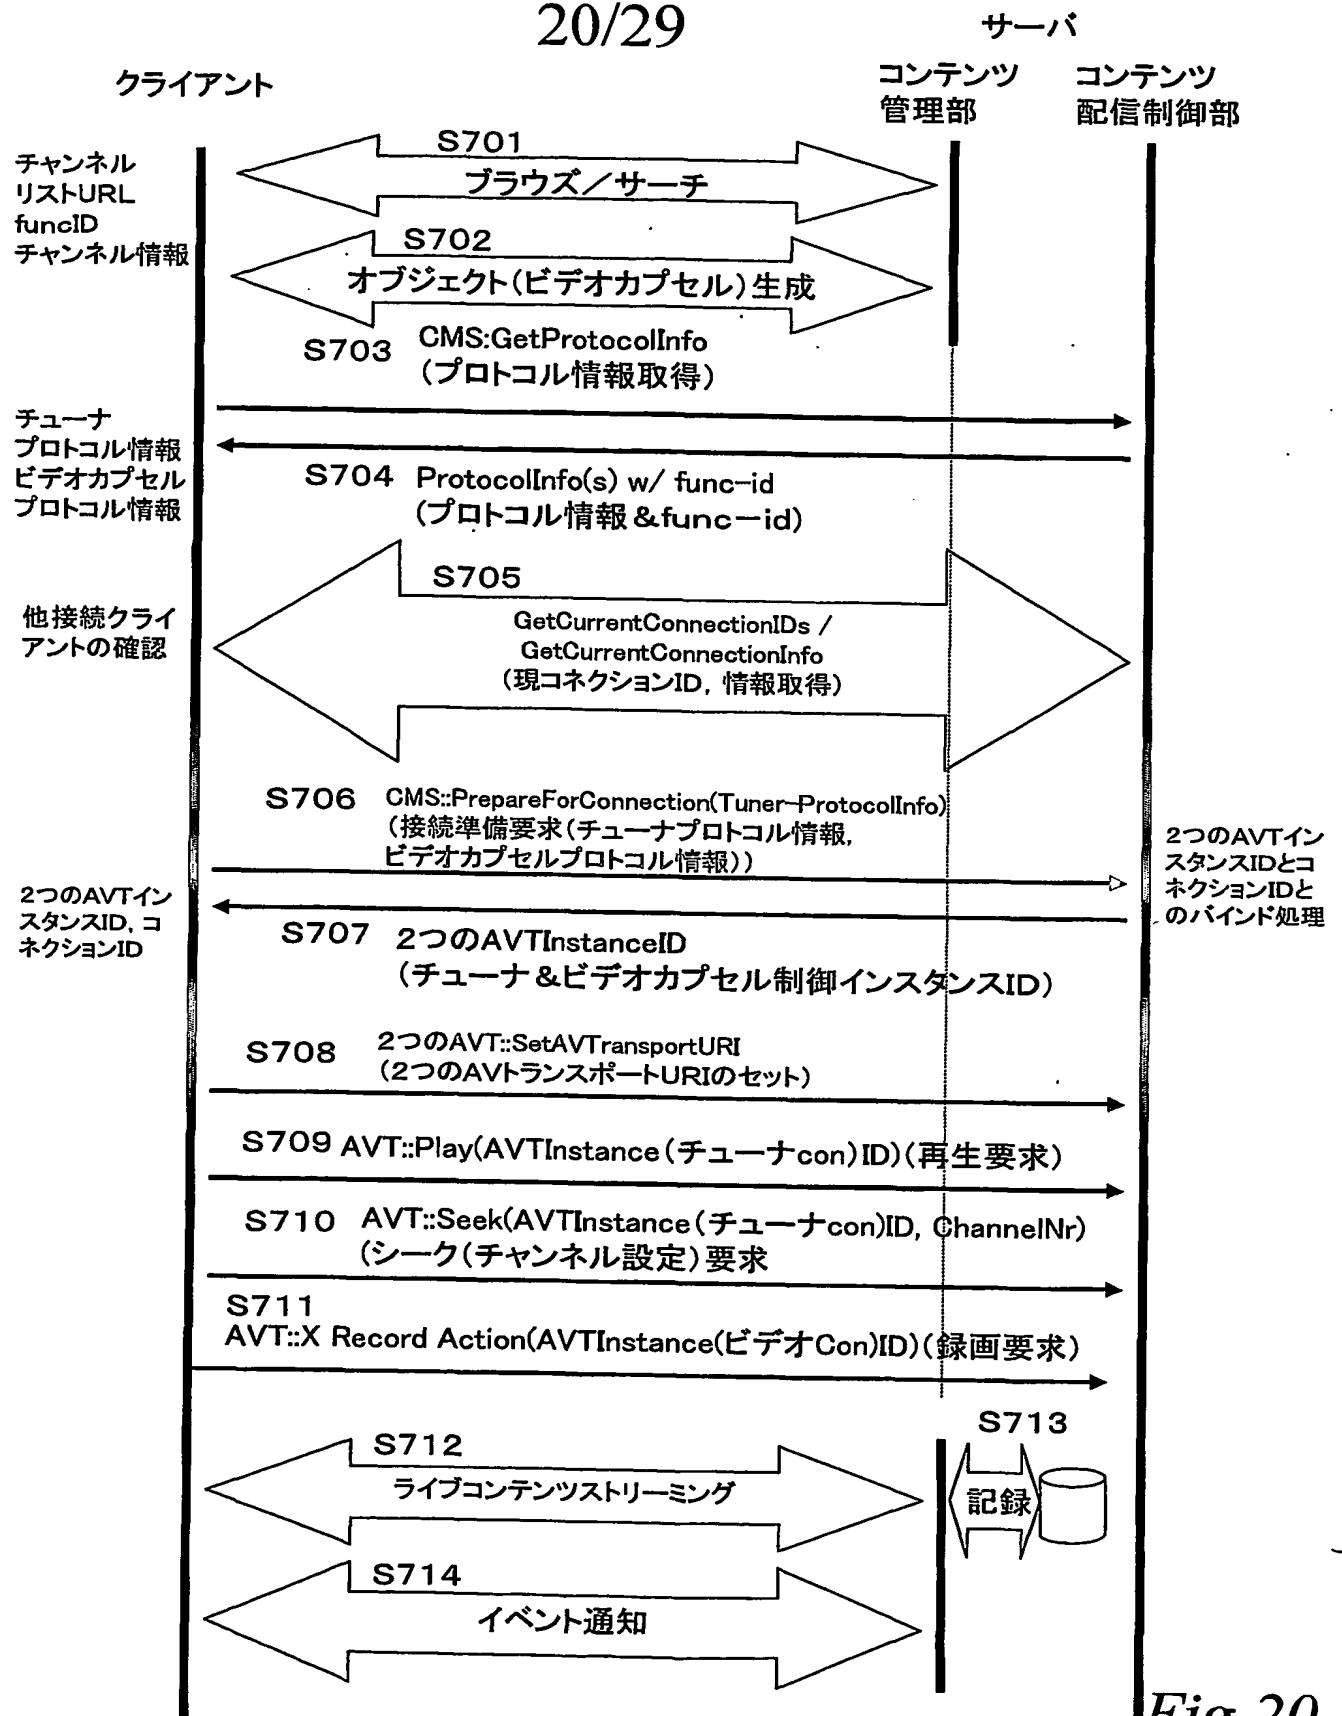 20/29
サーバ
クライアント
コンテンツ
管理部
コンテンツ
配信制御部
チャンネル
リストURL
funcID
チャンネル情報
S701
ブラウズ／サーチ
S702
オブジェクト(ビデオカプセル)生成
S703
CMS:GetProtocolInfo
(プロトコル情報取得)
チューナ
プロトコル情報
ビデオカプセル
プロトコル情報
S704
ProtocolInfo(s) w/ func-id
(プロトコル情報＆func－id)
S705
GetCurrentConnectionIDs /
GetCurrentConnectionInfo
(現コネクションID, 情報取得)
他接続クライ
アントの確認
S706
CMS::PrepareForConnection(Tuner-ProtocolInfo)
(接続準備要求(チューナプロトコル情報,
ビデオカプセルプロトコル情報))
2つのAVTイン
スタンスIDとコ
ネクションIDと
のバインド処理
2つのAVTイン
スタンスID, コ
ネクションID
S707
2つのAVTInstanceID
(チューナ＆ビデオカプセル制御インスタンスID)
S708
2つのAVT::SetAVTransportURI
(2つのAVトランスポートURIのセット)
S709 AVT::Play(AVTInstance(チューナcon)ID)(再生要求)
S710
AVT::Seek(AVTInstance(チューナcon)ID, ChannelNr)
(シーク(チャンネル設定)要求
S711
AVT::X Record Action(AVTInstance(ビデオCon)ID)(録画要求)
S712
ライブコンテンツストリーミング
S713
記録
S714
イベント通知
Fig.20